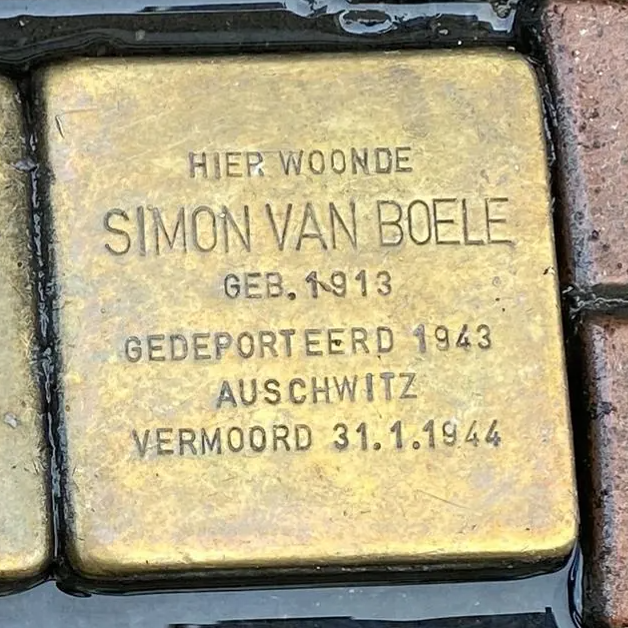 HIER WOONDE
SIMON VAN BOELE
GEB. 1913
GEDEPORTEERD 1943
AUSCHWITZ
VERMOORD 31.1.1944